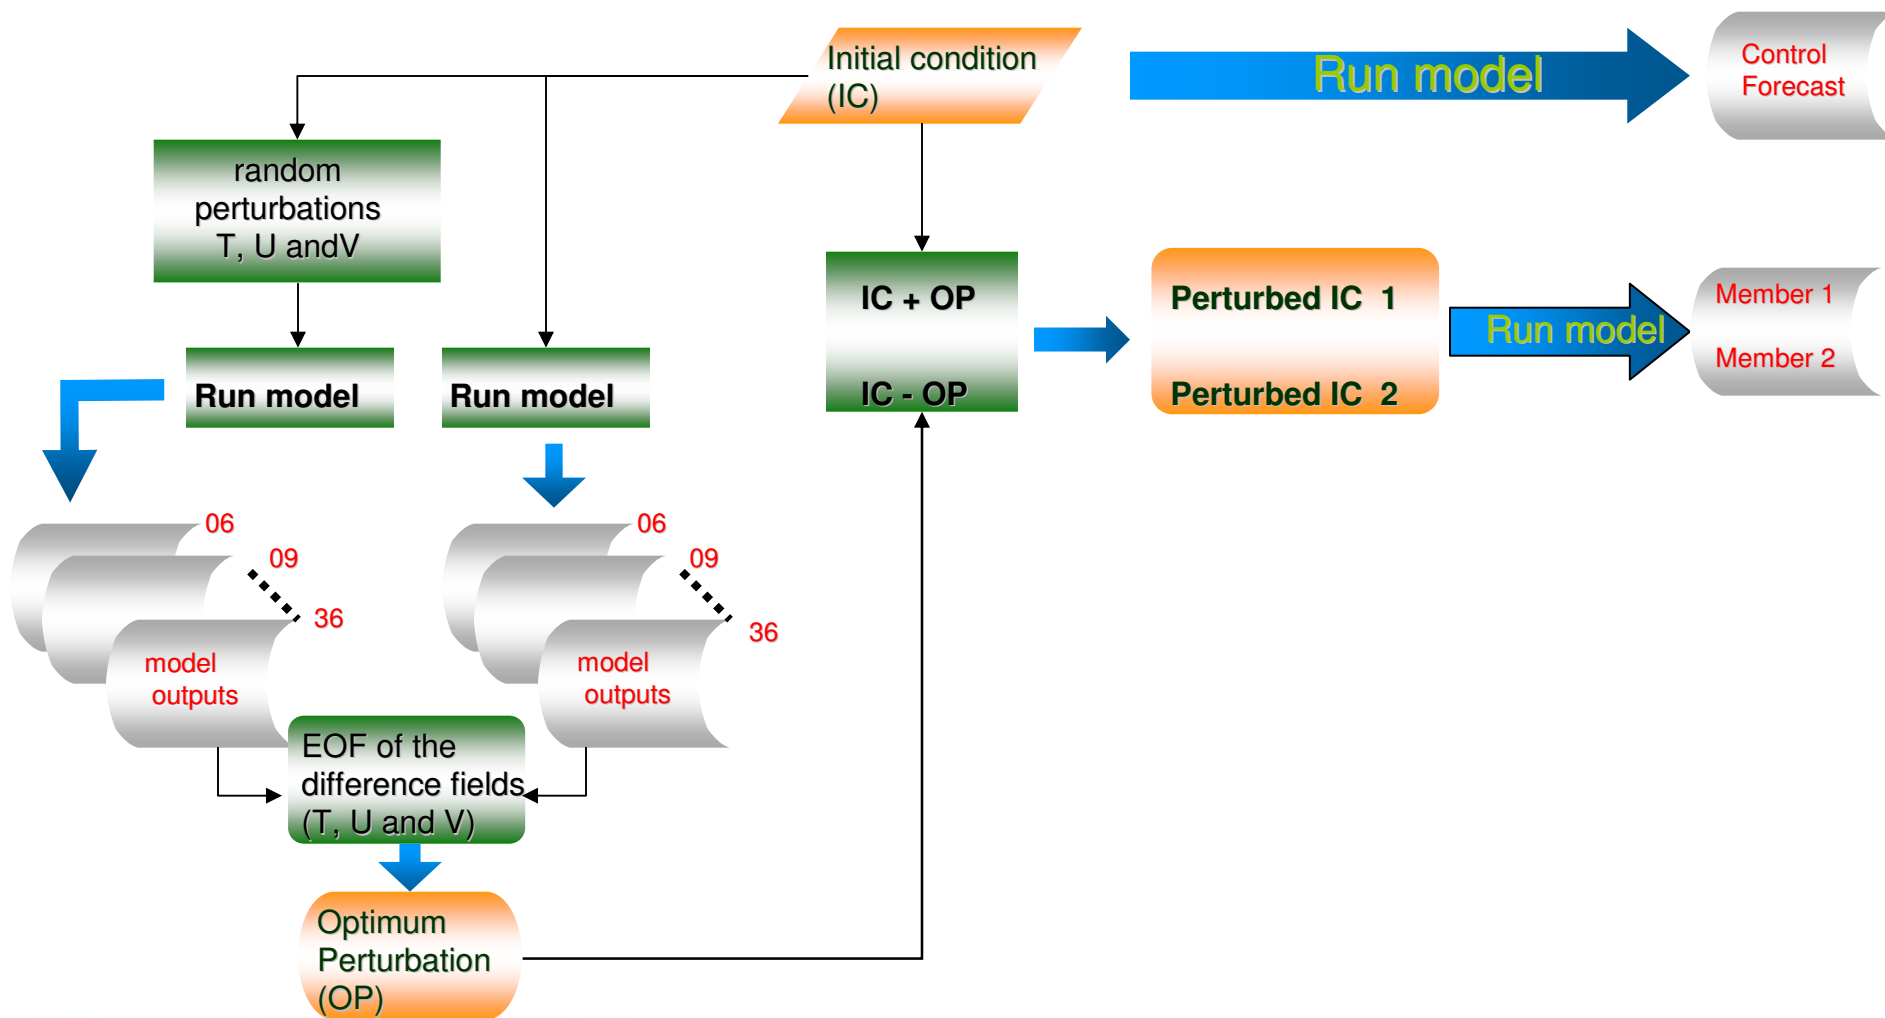 Initial condition
(IC)
Run model
Control
Forecast
random
perturbations
T, U andV
IC + OP
IC - OP
Perturbed IC 1
Perturbed IC 2
Run model
Member 1
Member 2
Run model
Run model
06
09
36
model
outputs
06
09
36
model
outputs
EOF of the
difference fields
(T, U and V)
Optimum
Perturbation
(OP)